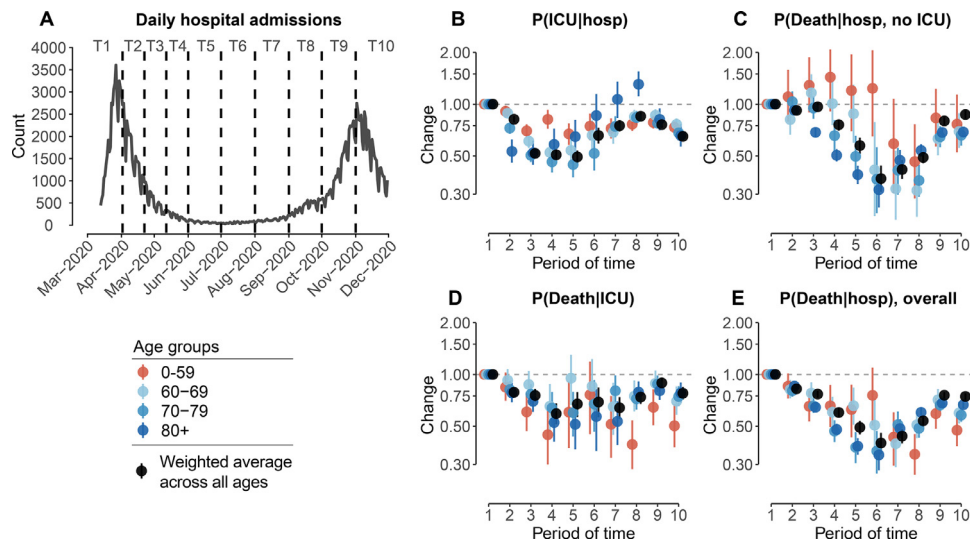 A
Daily hospital admissions
T1 T2 T3 T4 T5 T6 T7 T8 T9 T10
4000
3500
3000
2500
2000
1500
1000
500
0
Count
Mar−2020
Apr−2020
May−2020
Jun−2020
Jul−2020
Aug−2020
Sep−2020
Oct−2020
Nov−2020
Dec−2020
Age groups
0-59
60−69
70−79
80+
Weighted average
across all ages
B
P(ICU|hosp)
2.00
1.50
1.00
0.75
0.50
0.30
Change
1 2 3 4 5 6 7 8 9 10
Period of time
C
P(Death|hosp, no ICU)
2.00
1.50
1.00
0.75
0.50
0.30
Change
1 2 3 4 5 6 7 8 9 10
Period of time
D
P(Death|ICU)
2.00
1.50
1.00
0.75
0.50
0.30
Change
1 2 3 4 5 6 7 8 9 10
Period of time
E
P(Death|hosp), overall
2.00
1.50
1.00
0.75
0.50
0.30
Change
1 2 3 4 5 6 7 8 9 10
Period of time